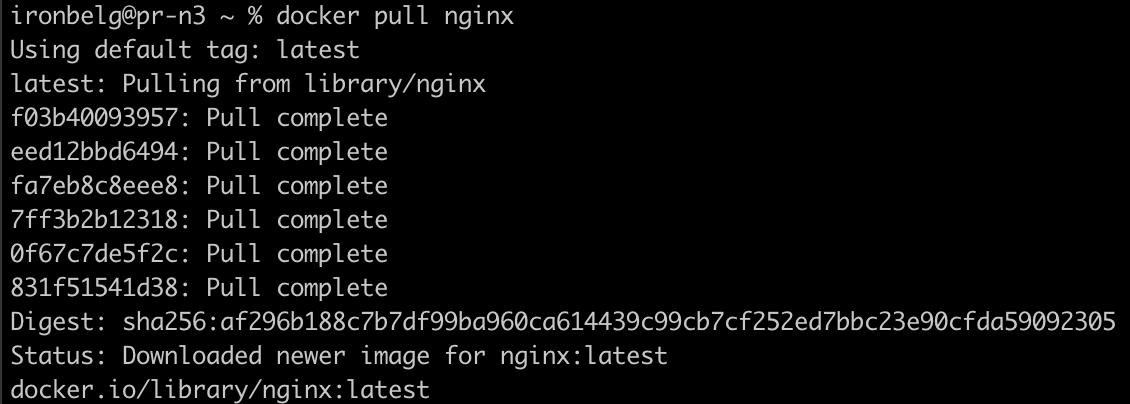 ironbelg@pr-n3 ~ % docker pull nginx
Using default tag: latest
latest: Pulling from library/nginx
f03b40093957: Pull complete
eed12bbd6494: Pull complete
fa7eb8c8eee8: Pull complete
7ff3b2b12318: Pull complete
0f67c7de5f2c: Pull complete
831f51541d38: Pull complete
Digest: sha256:af296b188c7b7df99ba960ca614439c99cb7cf252ed7bbc23e90cfda59092305
Status: Downloaded newer image for nginx:latest
docker.io/library/nginx:latest